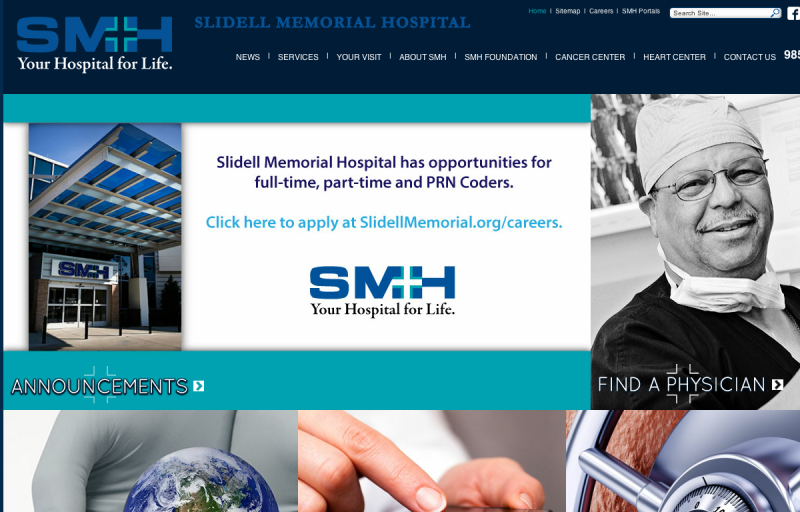 Home | Sitemap | Careers | SMH Portals
Search Site...
SMH
Your Hospital for Life.
SLIDELL MEMORIAL HOSPITAL
NEWS | SERVICES | YOUR VISIT | ABOUT SMH | SMH FOUNDATION | CANCER CENTER | HEART CENTER | CONTACT US
985
Slidell Memorial Hospital has opportunities for
full-time, part-time and PRN Coders.
Click here to apply at SlidellMemorial.org/careers.
SMH
SMH
Your Hospital for Life.
ANNOUNCEMENTS
FIND A PHYSICIAN